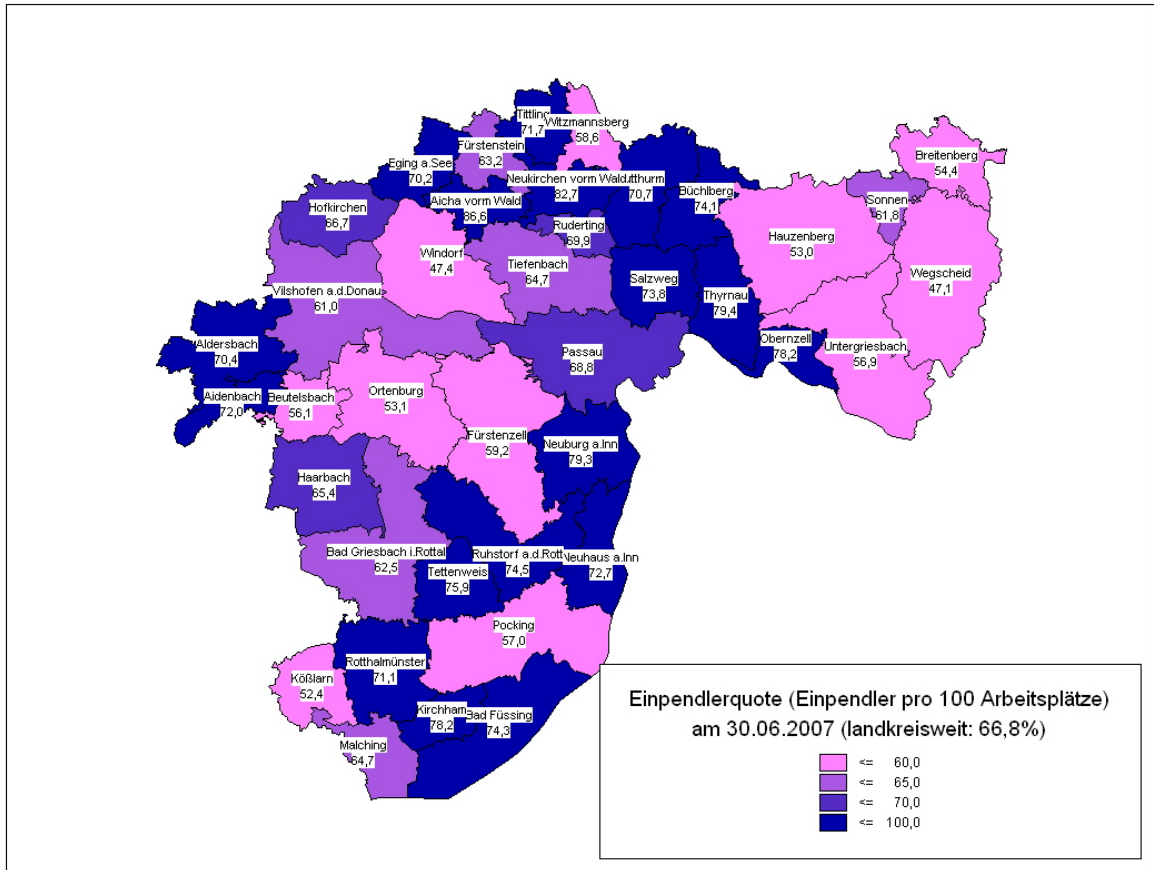 Tittling
71,7
Witzmannsberg
58,6
Fürstenstein
63,2
Eging a.See
70,2
Neukirchen vorm Wald
82,7
tthurm
70,7
Büchlberg
74,1
Breitenberg
54,4
Sonnen
61,8
Aicha vorm Wald
86,6
Hofkirchen
66,7
Ruderting
69,9
Hauzenberg
53,0
Windorf
47,4
Tiefenbach
64,7
Salzweg
73,8
Wegscheid
47,1
Vilshofen a.d.Donau
61,0
Thyrnau
79,4
Aldersbach
70,4
Passau
68,8
Obernzell
78,2
Untergriesbach
56,9
Aidenbach
72,0
Beutelsbach
56,1
Ortenburg
53,1
Fürstenzell
59,2
Neuburg a.Inn
79,3
Haarbach
65,4
Bad Griesbach i.Rottal
62,5
Ruhstorf a.d.Rott
74,5
Neuhaus a.Inn
72,7
Tettenweis
75,9
Pocking
57,0
Rotthalmünster
71,1
Kößlarn
52,4
Kirchham
78,2
Bad Füssing
74,3
Malching
64,7
Einpendlerquote (Einpendler pro 100 Arbeitsplätze)
am 30.06.2007 (landkreisweit: 66,8%)
<= 60,0
<= 65,0
<= 70,0
<= 100,0